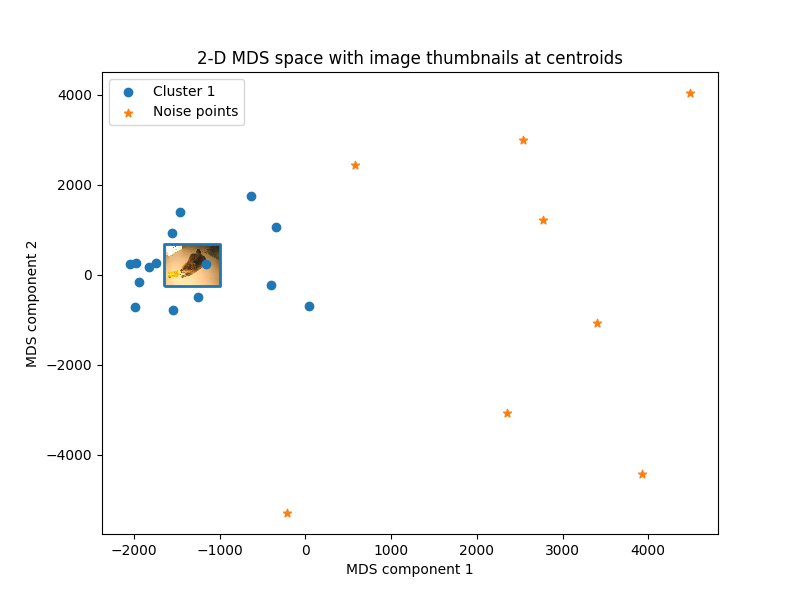 2-D MDS space with image thumbnails at centroids
Cluster 1
Noise points
MDS component 2
4000
2000
0
−2000
−4000
−2000
−1000
0
1000
2000
3000
4000
MDS component 1